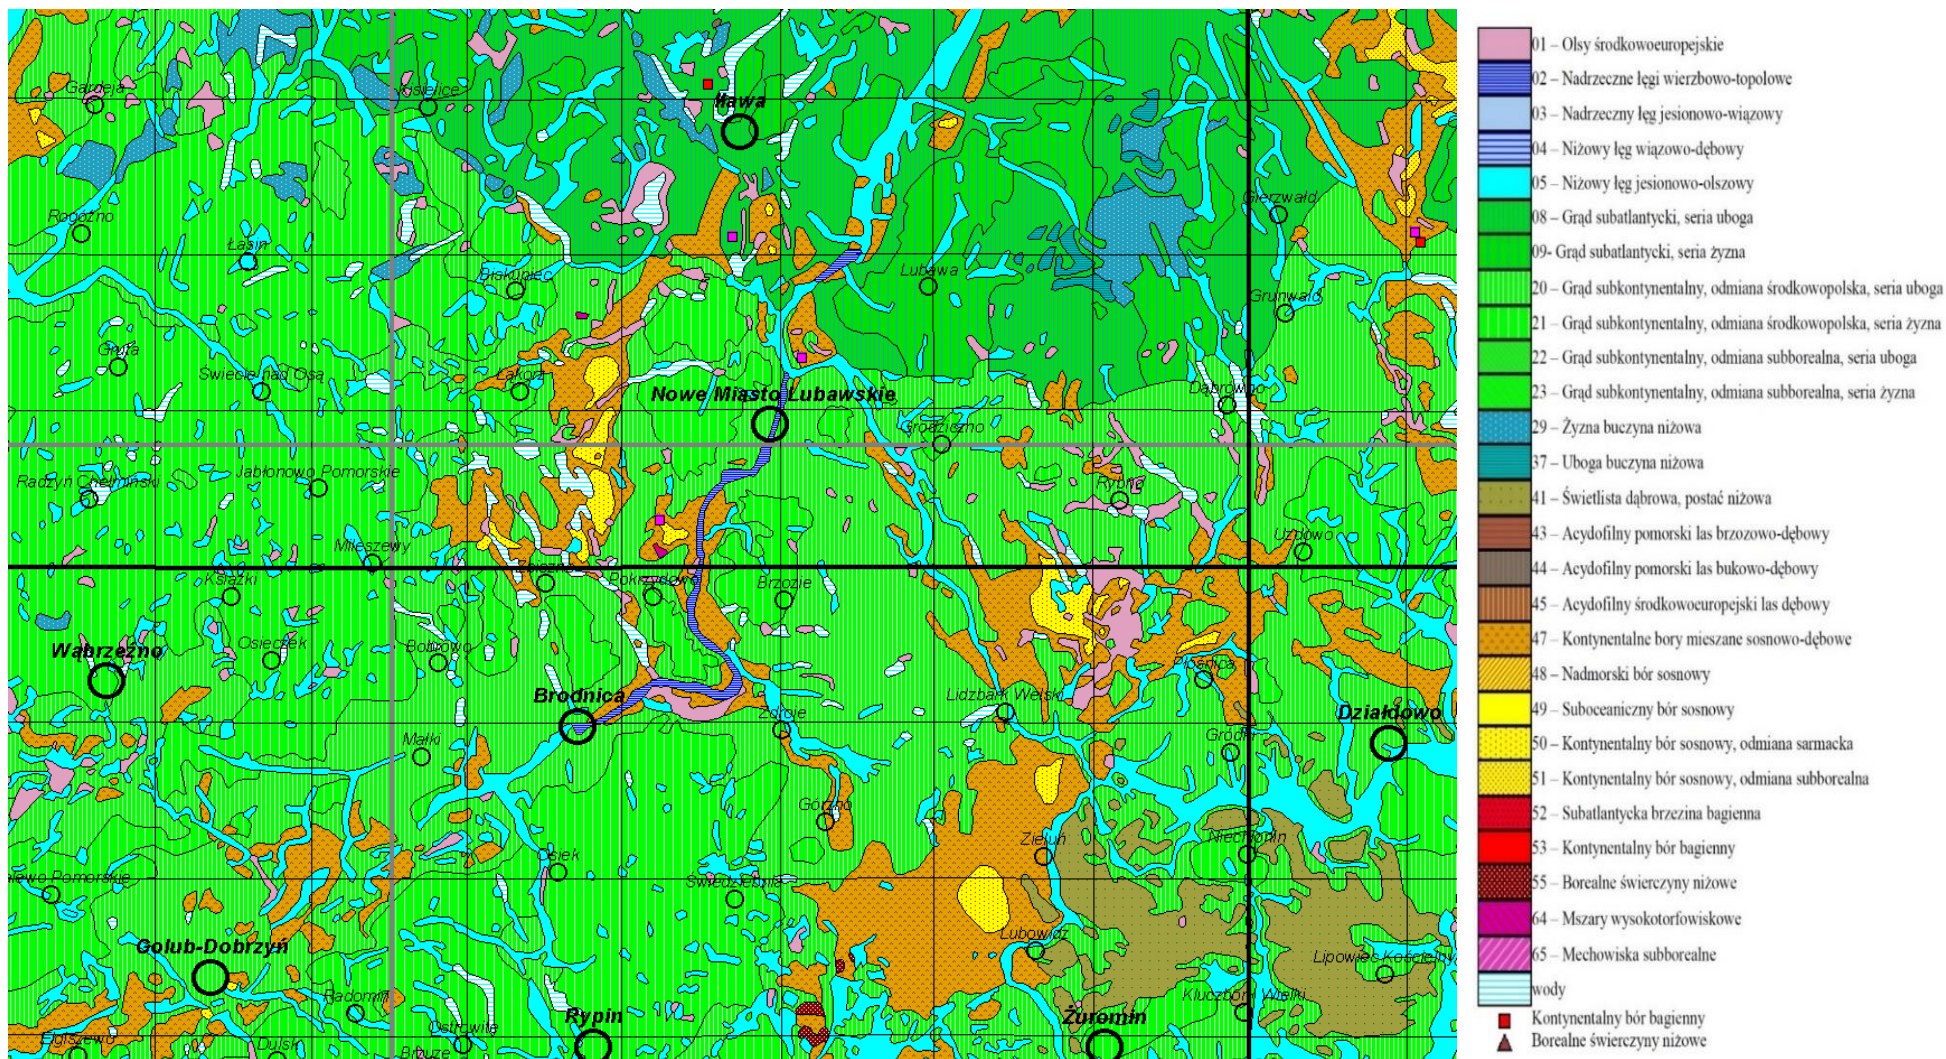 Gardeja
Kisielice
Iława
Rogóźno
Gierzwałd
Łasin
Biskupiec
Lubawa
Grunwald
Gruta
Świecie nad Osą
Łąkorz
Nowe Miasto Lubawskie
Dąbrówno
Grodziczno
Radzyń Chełmiński
Jabłonowo Pomorskie
Rybno
Mileszewy
Uzdowo
Książki
Zbiczno
Pokrzydowo
Brzozie
Wąbrzeźno
Osieczek
Bobrowo
Płośnica
Brodnica
Lidzbark Welski
Zdroje
Działdowo
Małki
Gródki
Górzno
Zieluń
Niechłonin
Osiek
Świedziebnia
alewo Pomorskie
Golub-Dobrzyń
Lubowidz
Lipowiec Kościelny
Radomin
Kluczbork Wielki
Ostrowite
Rypin
Żuromin
Elgiszewo
Dulsk
Brzuze
01 – Olsy środkowoeuropejskie
02 – Nadrzeczne łęgi wierzbowo-topolowe
03 – Nadrzeczny łęg jesionowo-wiązowy
04 – Niżowy łęg wiązowo-dębowy
05 – Niżowy łęg jesionowo-olszowy
08 – Grąd subatlantycki, seria uboga
09- Grąd subatlantycki, seria żyzna
20 – Grąd subkontynentalny, odmiana środkowopolska, seria uboga
21 – Grąd subkontynentalny, odmiana środkowopolska, seria żyzna
22 – Grąd subkontynentalny, odmiana subborealna, seria uboga
23 – Grąd subkontynentalny, odmiana subborealna, seria żyzna
29 – Żyzna buczyna niżowa
37 – Uboga buczyna niżowa
41 – Świetlista dąbrowa, postać niżowa
43 – Acydofilny pomorski las brzozowo-dębowy
44 – Acydofilny pomorski las bukowo-dębowy
45 – Acydofilny środkowoeuropejski las dębowy
47 – Kontynentalne bory mieszane sosnowo-dębowe
48 – Nadmorski bór sosnowy
49 – Suboceaniczny bór sosnowy
50 – Kontynentalny bór sosnowy, odmiana sarmacka
51 – Kontynentalny bór sosnowy, odmiana subborealna
52 – Subatlantycka brzezina bagienna
53 – Kontynentalny bór bagienny
55 – Borealne świerczyny niżowe
64 – Mszary wysokotorfowiskowe
65 – Mechowiska subborealne
wody
Kontynentalny bór bagienny
Borealne świerczyny niżowe